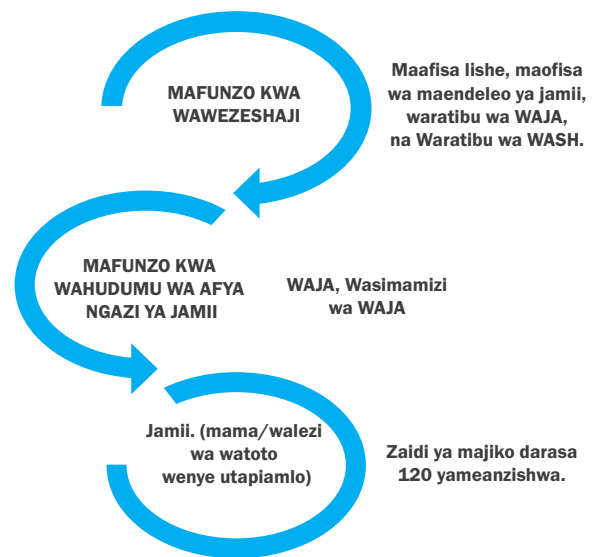 MAFUNZO KWA
WAWEZESHAJI
Maafisa lishe, maofisa
wa maendeleo ya jamii,
waratibu wa WAJA,
na Waratibu wa WASH.
MAFUNZO KWA
WAHUDUMU WA AFYA
NGAZI YA JAMII
WAJA, Wasimamizi
wa WAJA
Jamii. (mama/walezi
wa watoto
wenye utapiamlo)
Zaidi ya majiko darasa
120 yameanzishwa.